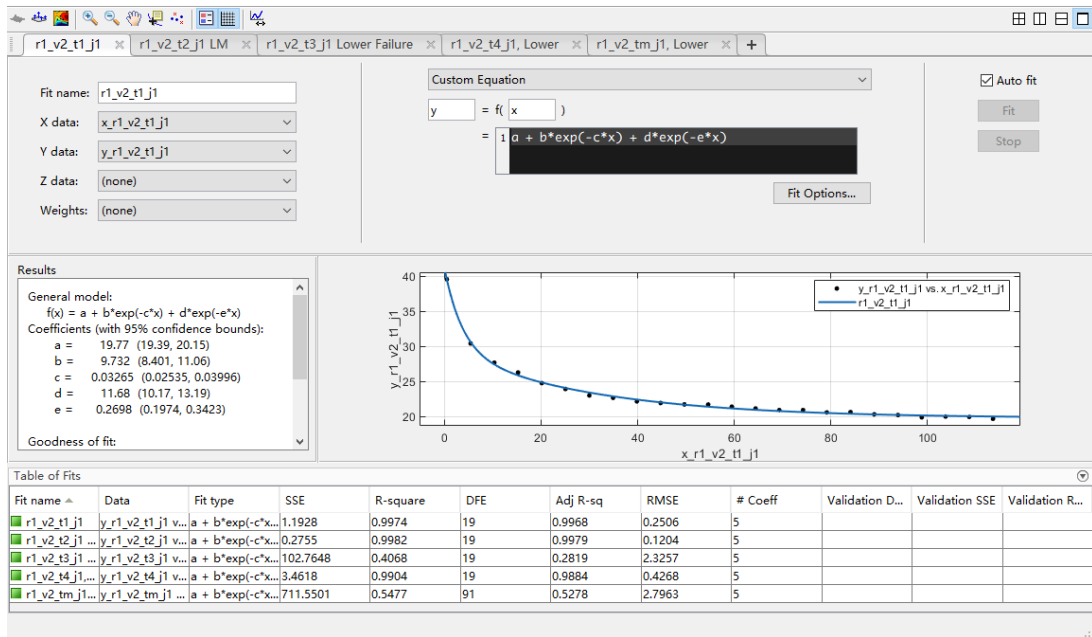 r1_v2_t1_j1 × r1_v2_t2_j1 LM × r1_v2_t3_j1 Lower Failure × r1_v2_t4_j1, Lower × r1_v2_tm_j1, Lower × +
Fit name: r1_v2_t1_j1
X data: x_r1_v2_t1_j1
Y data: y_r1_v2_t1_j1
Z data: (none)
Weights: (none)
Custom Equation
y = f( x )
= 1 a + b*exp(-c*x) + d*exp(-e*x)
Fit Options...
Auto fit
Fit
Stop
Results
General model:
f(x) = a + b*exp(-c*x) + d*exp(-e*x)
Coefficients (with 95% confidence bounds):
a = 19.77 (19.39, 20.15)
b = 9.732 (8.401, 11.06)
c = 0.03265 (0.02535, 0.03996)
d = 11.68 (10.17, 13.19)
e = 0.2698 (0.1974, 0.3423)
Goodness of fit:
y_r1_v2_t1_j1
40
35
30
25
20
0 20 40 60 80 100
x_r1_v2_t1_j1
y_r1_v2_t1_j1 vs. x_r1_v2_t1_j1
r1_v2_t1_j1
Table of Fits
Fit name Data Fit type SSE R-square DFE Adj R-sq RMSE # Coeff Validation D... Validation SSE Validation R...
r1_v2_t1_j1 y_r1_v2_t1_j1 v... a + b*exp(-c*x... 1.1928 0.9974 19 0.9968 0.2506 5
r1_v2_t2_j1 ... y_r1_v2_t2_j1 v... a + b*exp(-c*x... 0.2755 0.9982 19 0.9979 0.1204 5
r1_v2_t3_j1 ... y_r1_v2_t3_j1 v... a + b*exp(-c*x... 102.7648 0.4068 19 0.2819 2.3257 5
r1_v2_t4_j1,... y_r1_v2_t4_j1 v... a + b*exp(-c*x... 3.4618 0.9904 19 0.9884 0.4268 5
r1_v2_tm_j1... y_r1_v2_tm_j1 ... a + b*exp(-c*x... 711.5501 0.5477 91 0.5278 2.7963 5